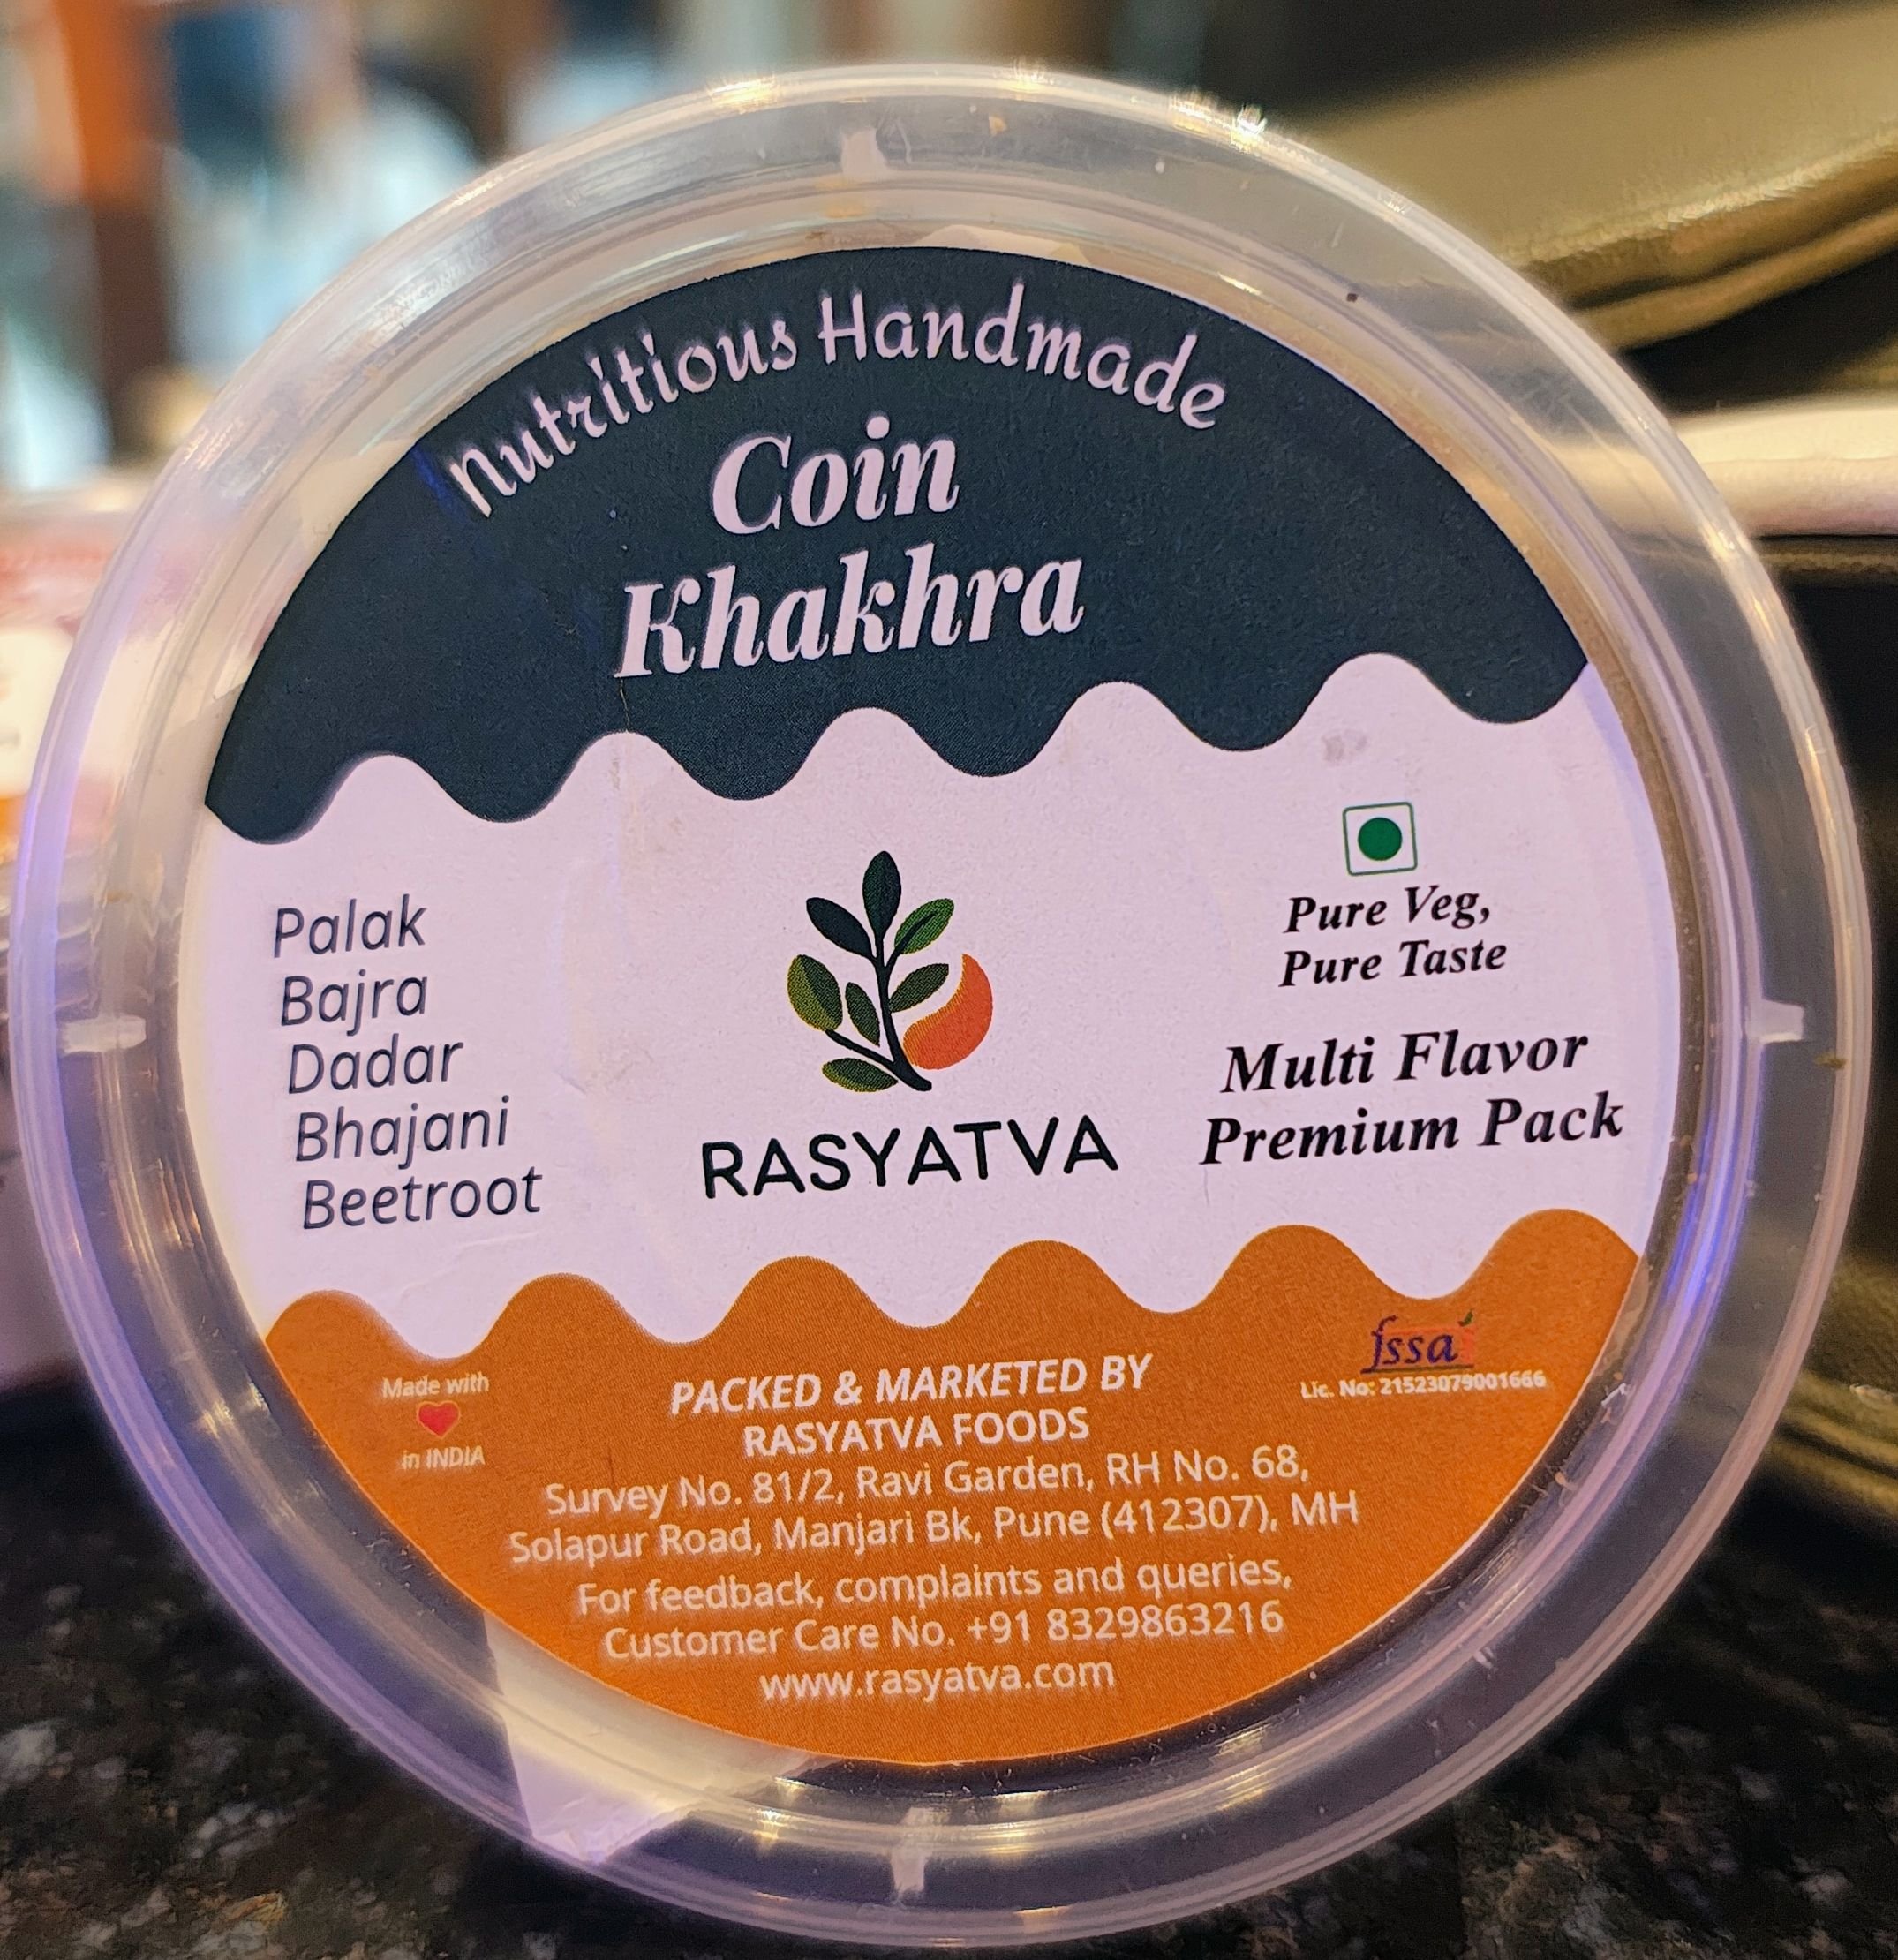 Nutritious Handmade
Coin
Khakhra
Palak
Bajra
Dadar
Bhajani
Beetroot
RASYATVA
Pure Veg,
Pure Taste
Multi Flavor
Premium Pack
Made with
in INDIA
PACKED & MARKETED BY
RASYATVA FOODS
Survey No. 81/2, Ravi Garden, RH No. 68,
Solapur Road, Manjari Bk, Pune (412307), MH
For feedback, complaints and queries,
Customer Care No. +91 8329863216
www.rasyatva.com
fssai
Lic. No: 21523079001666